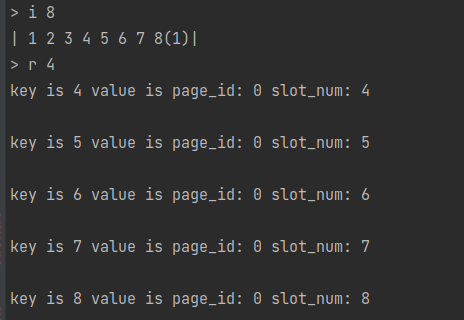 > i 8
| 1 2 3 4 5 6 7 8(1)|
> r 4
key is 4 value is page_id: 0 slot_num: 4
key is 5 value is page_id: 0 slot_num: 5
key is 6 value is page_id: 0 slot_num: 6
key is 7 value is page_id: 0 slot_num: 7
key is 8 value is page_id: 0 slot_num: 8